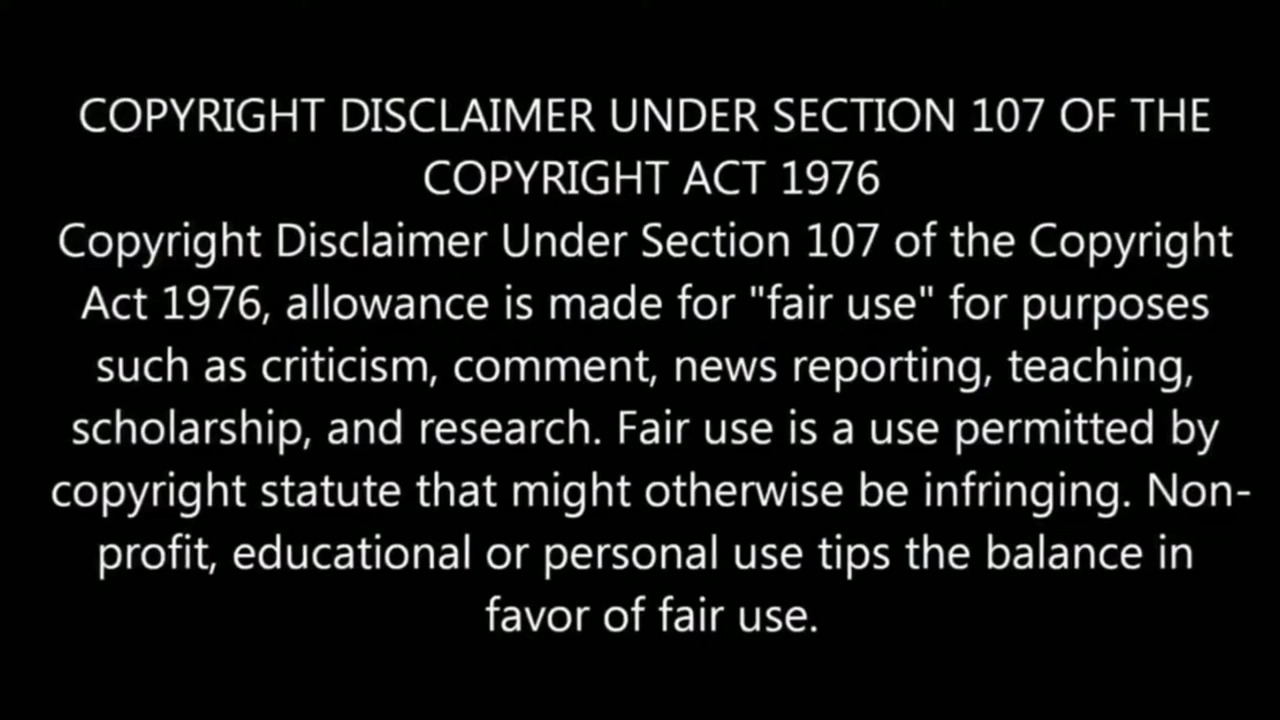 COPYRIGHT DISCLAIMER UNDER SECTION 107 OF THE
COPYRIGHT ACT 1976
Copyright Disclaimer Under Section 107 of the Copyright
Act 1976, allowance is made for "fair use" for purposes
such as criticism, comment, news reporting, teaching,
scholarship, and research. Fair use is a use permitted by
copyright statute that might otherwise be infringing. Non-
profit, educational or personal use tips the balance in
favor of fair use.